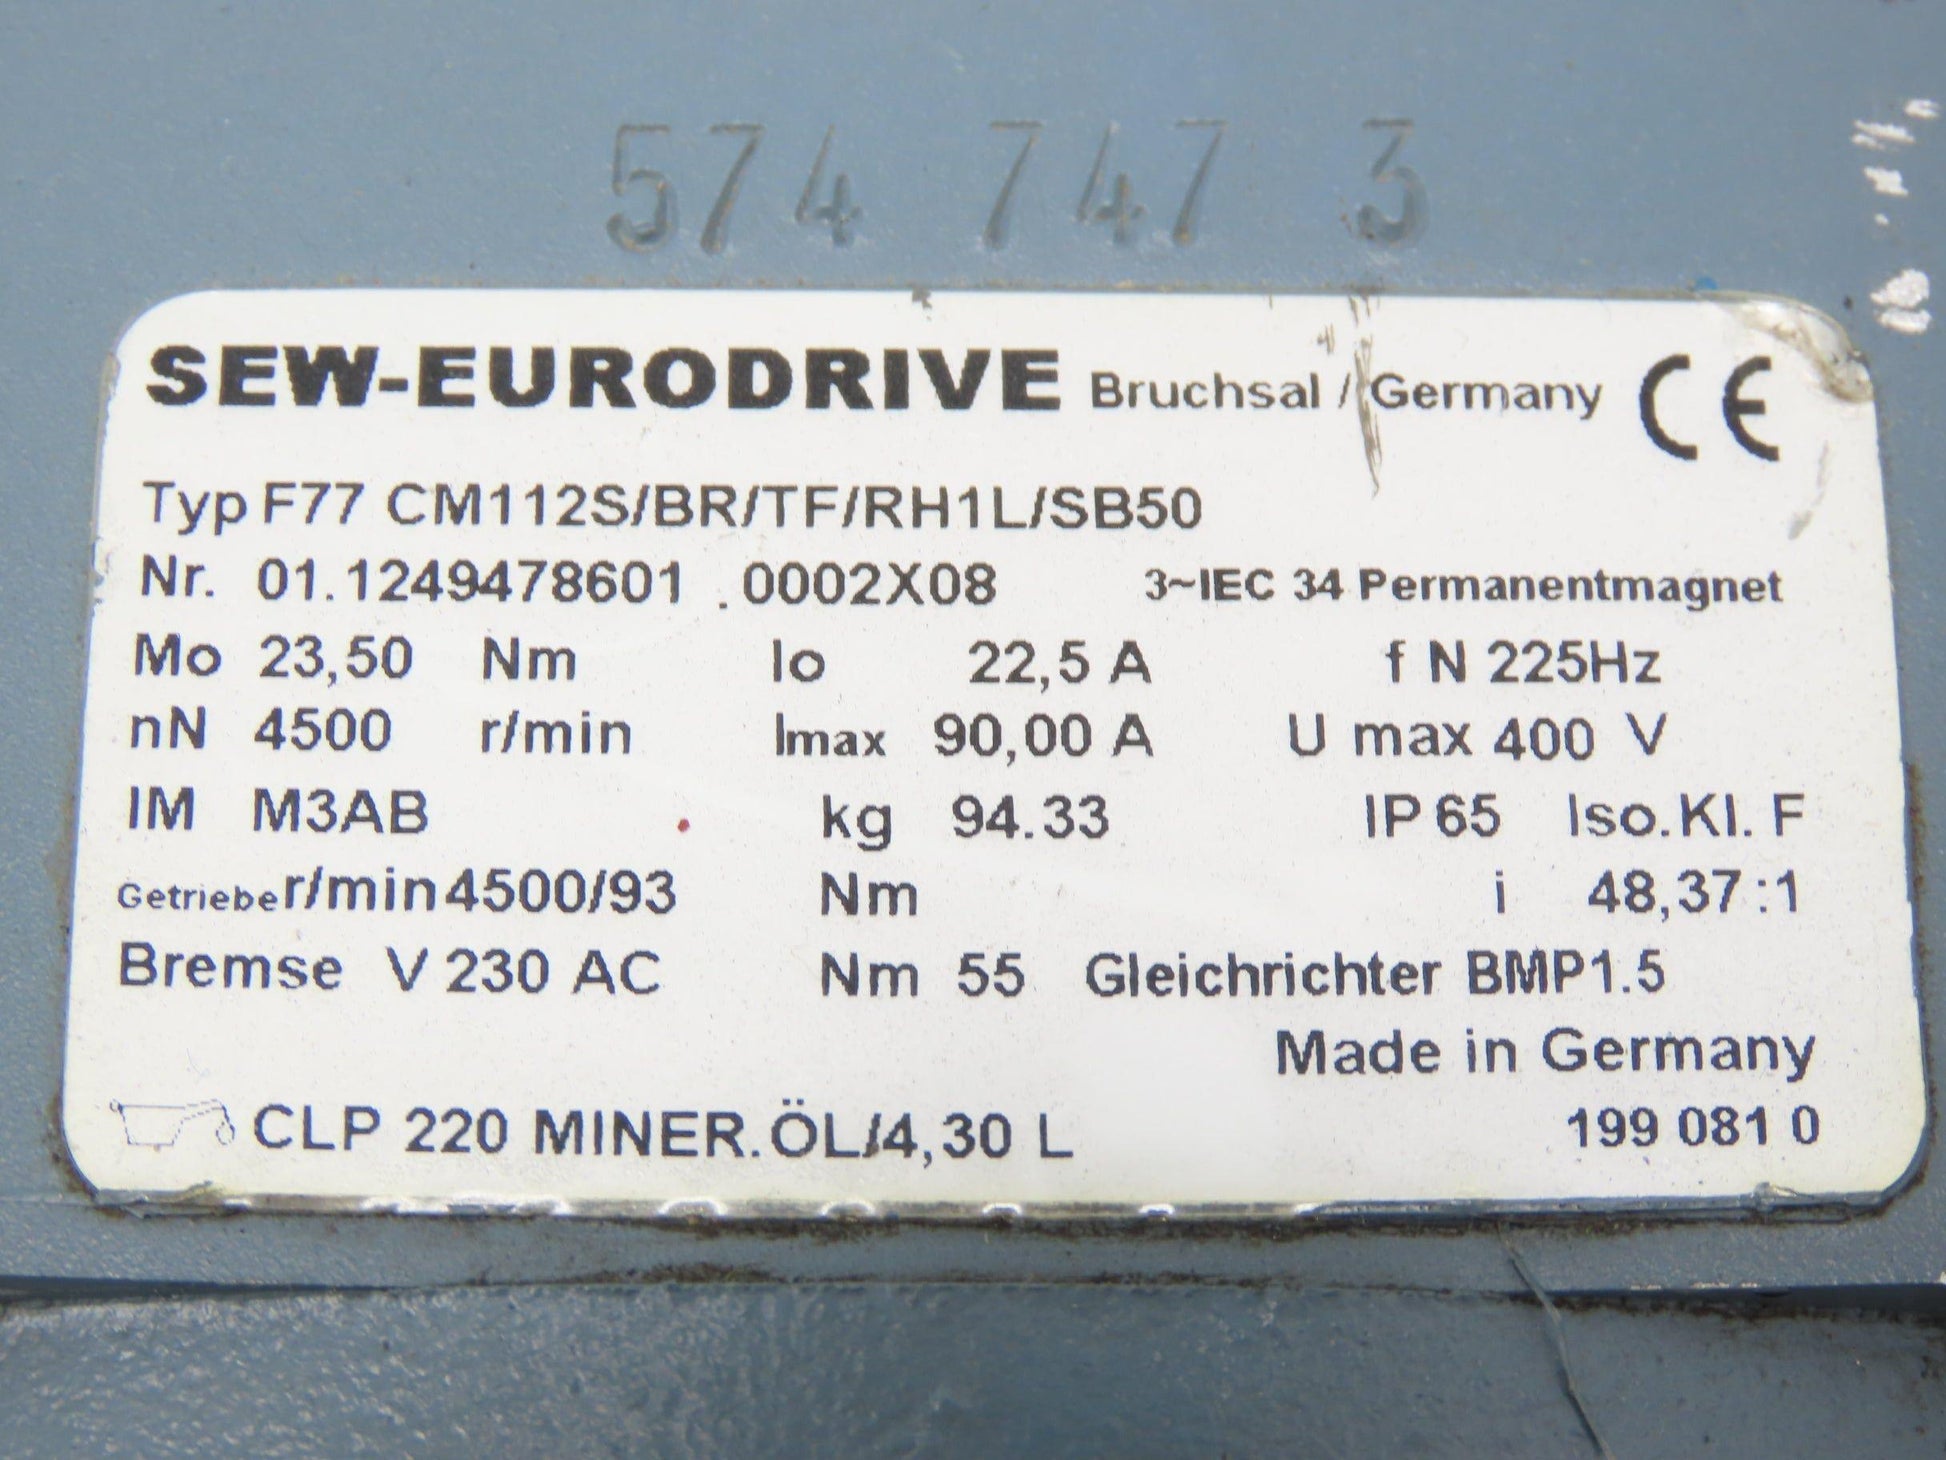 574 747 3
SEW-EURODRIVE Bruchsal / Germany CE
Typ F77 CM112S/BR/TF/RH1L/SB50
Nr. 01.1249478601 .0002X08 3~IEC 34 Permanentmagnet
Mo 23,50 Nm Io 22,5 A f N 225Hz
nN 4500 r/min Imax 90,00 A U max 400 V
IM M3AB kg 94.33 IP 65 Iso.Kl. F
Getriebe r/min 4500/93 Nm i 48,37 :1
Bremse V 230 AC Nm 55 Gleichrichter BMP1.5
Made in Germany
CLP 220 MINER.ÖL/4,30 L 199 081 0